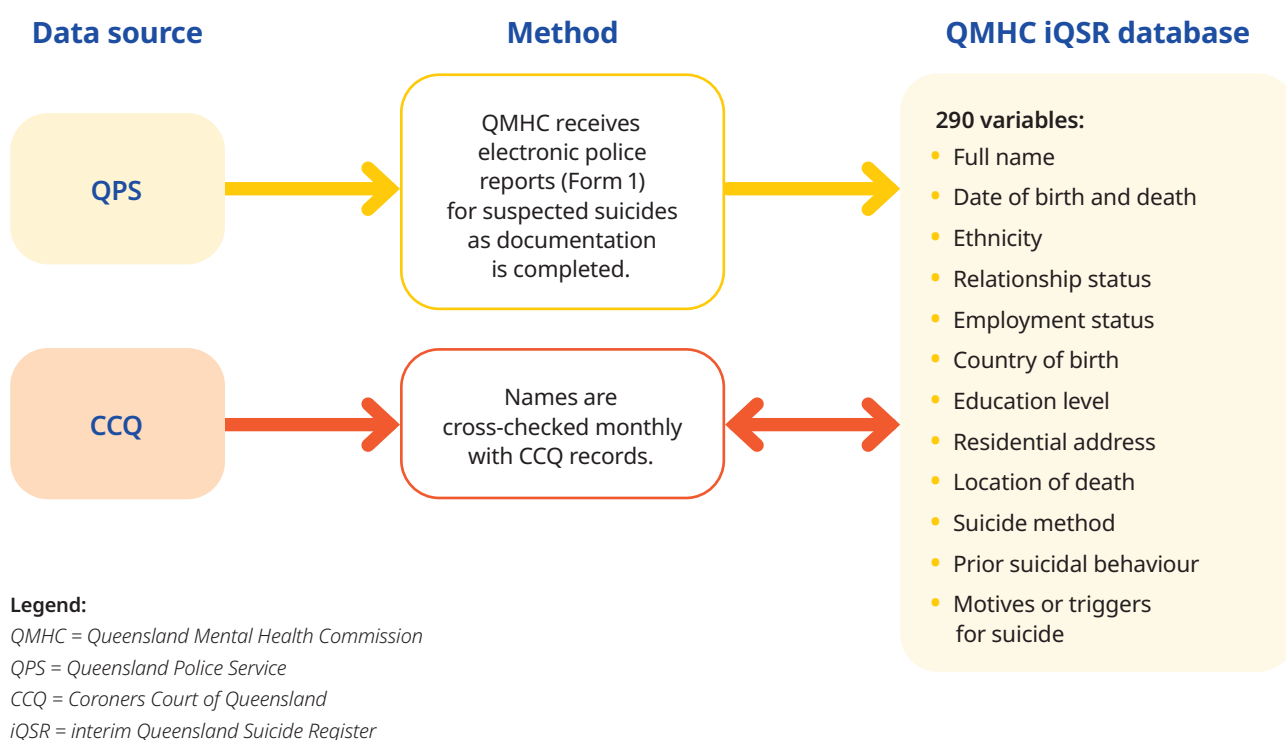 Data source
Method
QMHC iQSR database
QPS
QMHC receives
electronic police
reports (Form 1)
for suspected suicides
as documentation
is completed.
CCQ
Names are
cross-checked monthly
with CCQ records.
290 variables:
• Full name
• Date of birth and death
• Ethnicity
• Relationship status
• Employment status
• Country of birth
• Education level
• Residential address
• Location of death
• Suicide method
• Prior suicidal behaviour
• Motives or triggers
for suicide
Legend:
QMHC = Queensland Mental Health Commission
QPS = Queensland Police Service
CCQ = Coroners Court of Queensland
iQSR = interim Queensland Suicide Register